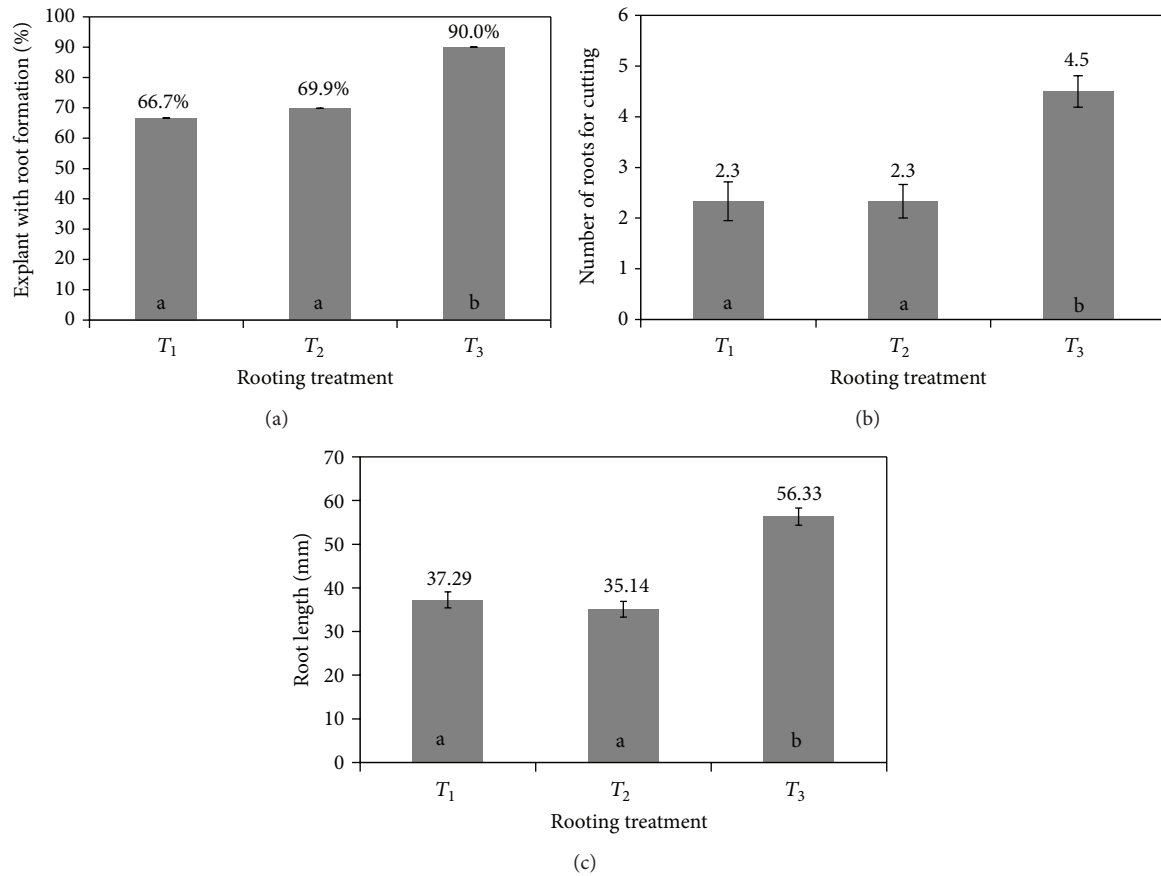 Explant with root formation (%)
100
90
80
70
60
50
40
30
20
10
0
66.7%
69.9%
90.0%
a
a
b
T1
T2
T3
Rooting treatment
(a)
Number of roots for cutting
6
5
4
3
2
1
0
2.3
2.3
4.5
a
a
b
T1
T2
T3
Rooting treatment
(b)
Root length (mm)
70
60
50
40
30
20
10
0
37.29
35.14
56.33
a
a
b
T1
T2
T3
Rooting treatment
(c)